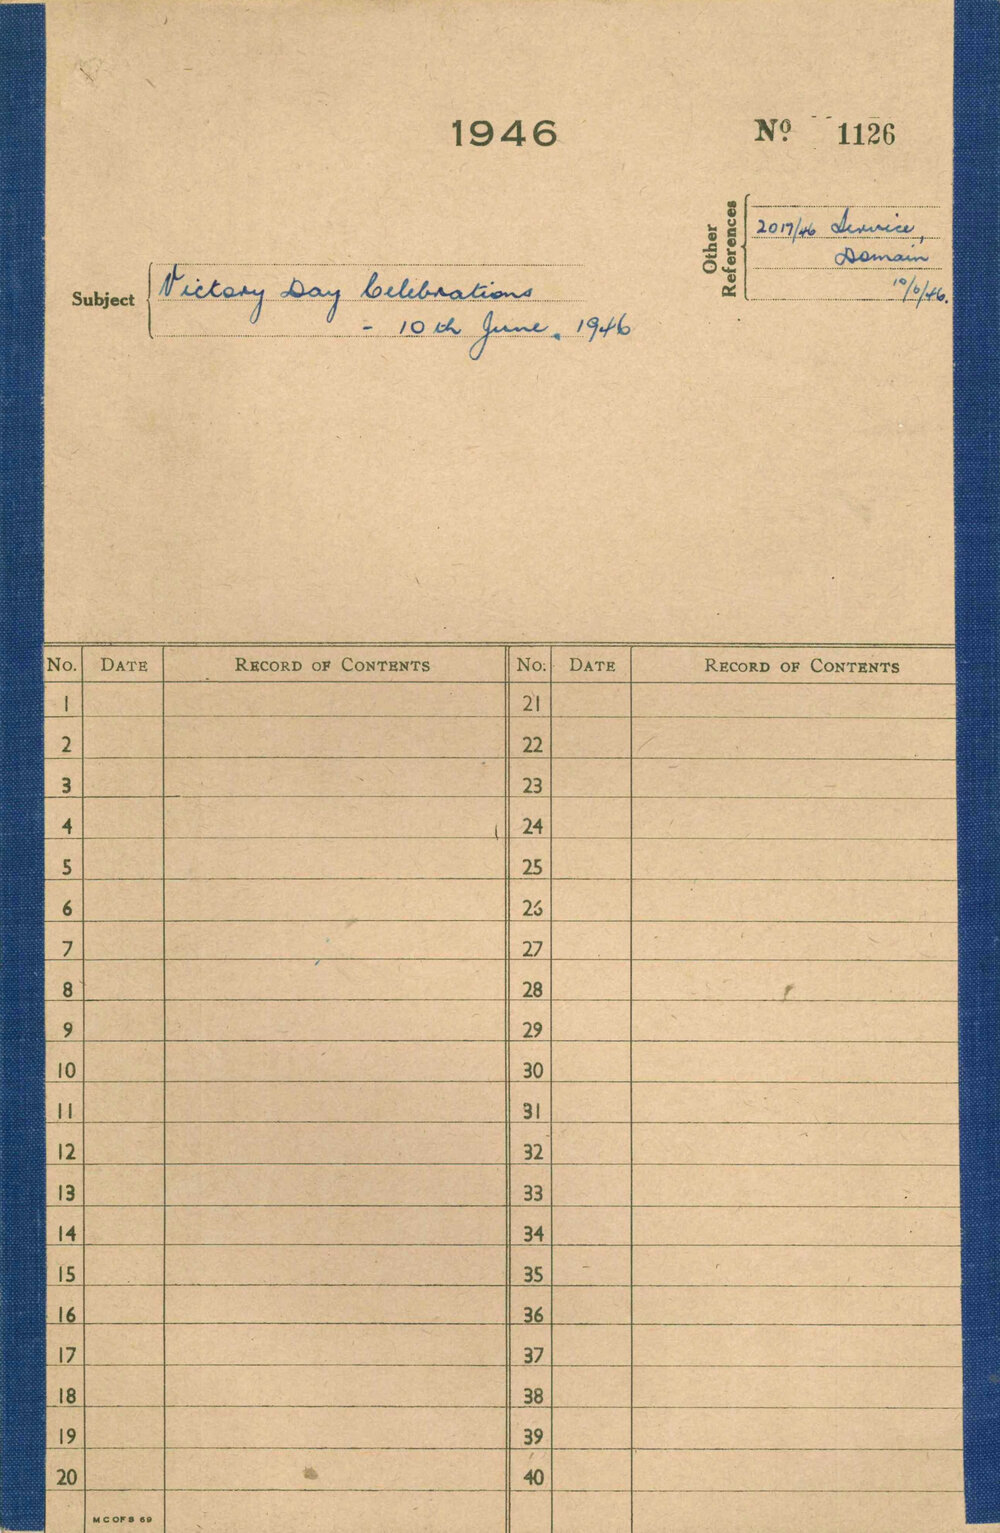 1946
Nº 1126
Other References
2017/46 Service,
Domain
10/6/46.
Subject
Victory Day Celebrations
- 10th June, 1946
No. DATE RECORD OF CONTENTS No. DATE RECORD OF CONTENTS
1 21
2 22
3 23
4 24
5 25
6 26
7 27
8 28
9 29
10 30
11 31
12 32
13 33
14 34
15 35
16 36
17 37
18 38
19 39
20 40
MCOFS 69